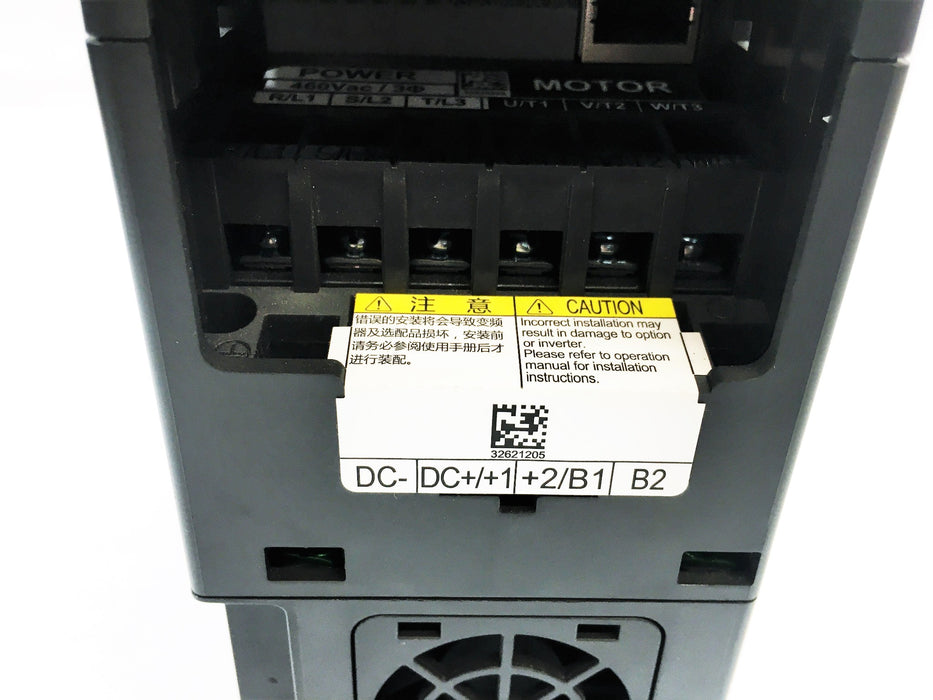 POWER
460Vac / 3Φ
R/L1 S/L2 T/L3
MOTOR
U/T1 V/T2 W/T3
注 意
错误的安装将会导致变频
器及选配品损坏，安装前
请务必参阅使用手册后才
进行装配。
CAUTION
Incorrect installation may
result in damage to option
or inverter.
Please refer to operation
manual for installation
instructions.
32621205
DC- DC+/+1 +2/B1 B2